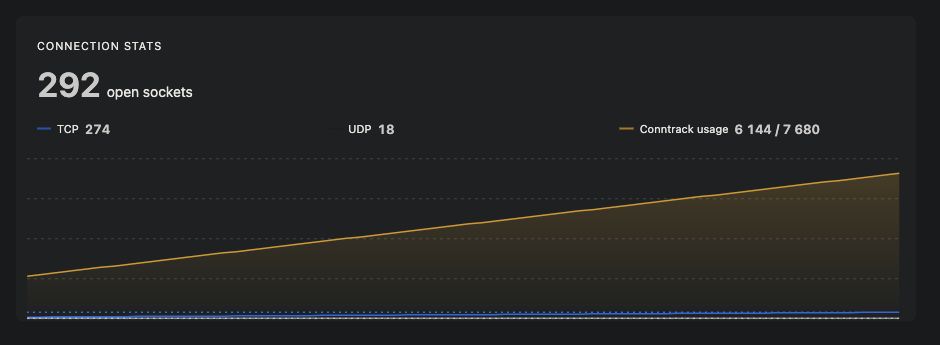 CONNECTION STATS
292 open sockets
TCP 274 UDP 18 Conntrack usage 6 144 / 7 680